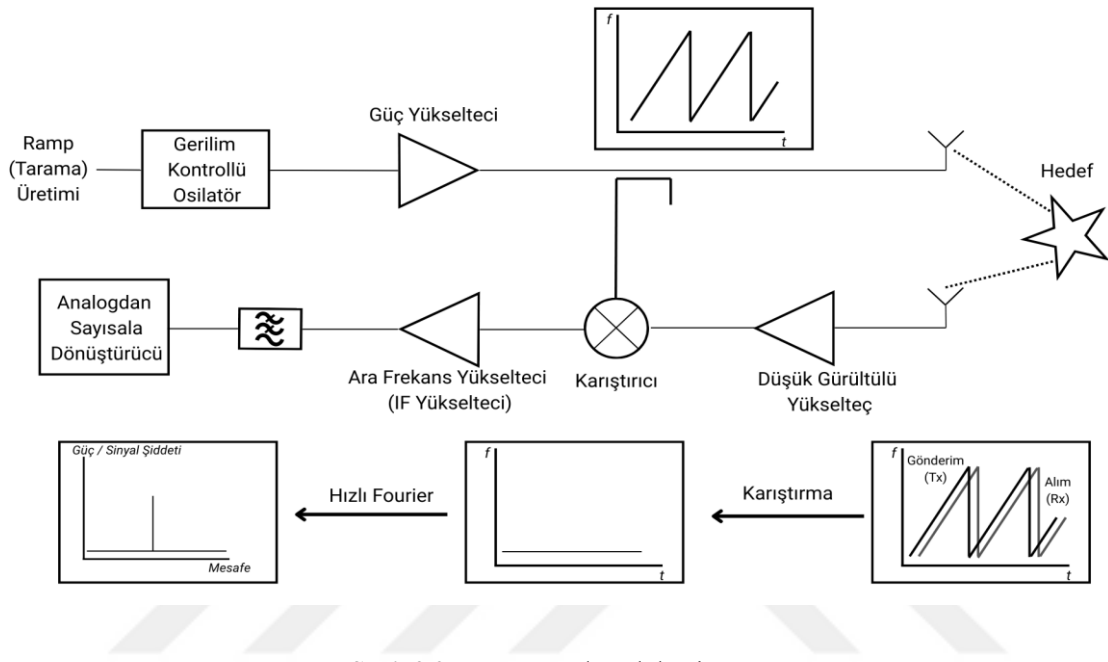 f
t
Güç Yükselteci
Ramp
(Tarama)
Üretimi
Gerilim
Kontrollü
Osilatör
Hedef
Analogdan
Sayısala
Dönüştürücü
Ara Frekans Yükselteci
(IF Yükselteci)
Karıştırıcı
Düşük Gürültülü
Yükselteç
Güç / Sinyal Şiddeti
Mesafe
Hızlı Fourier
f
t
Karıştırma
f
Gönderim
(Tx)
Alım
(Rx)
t